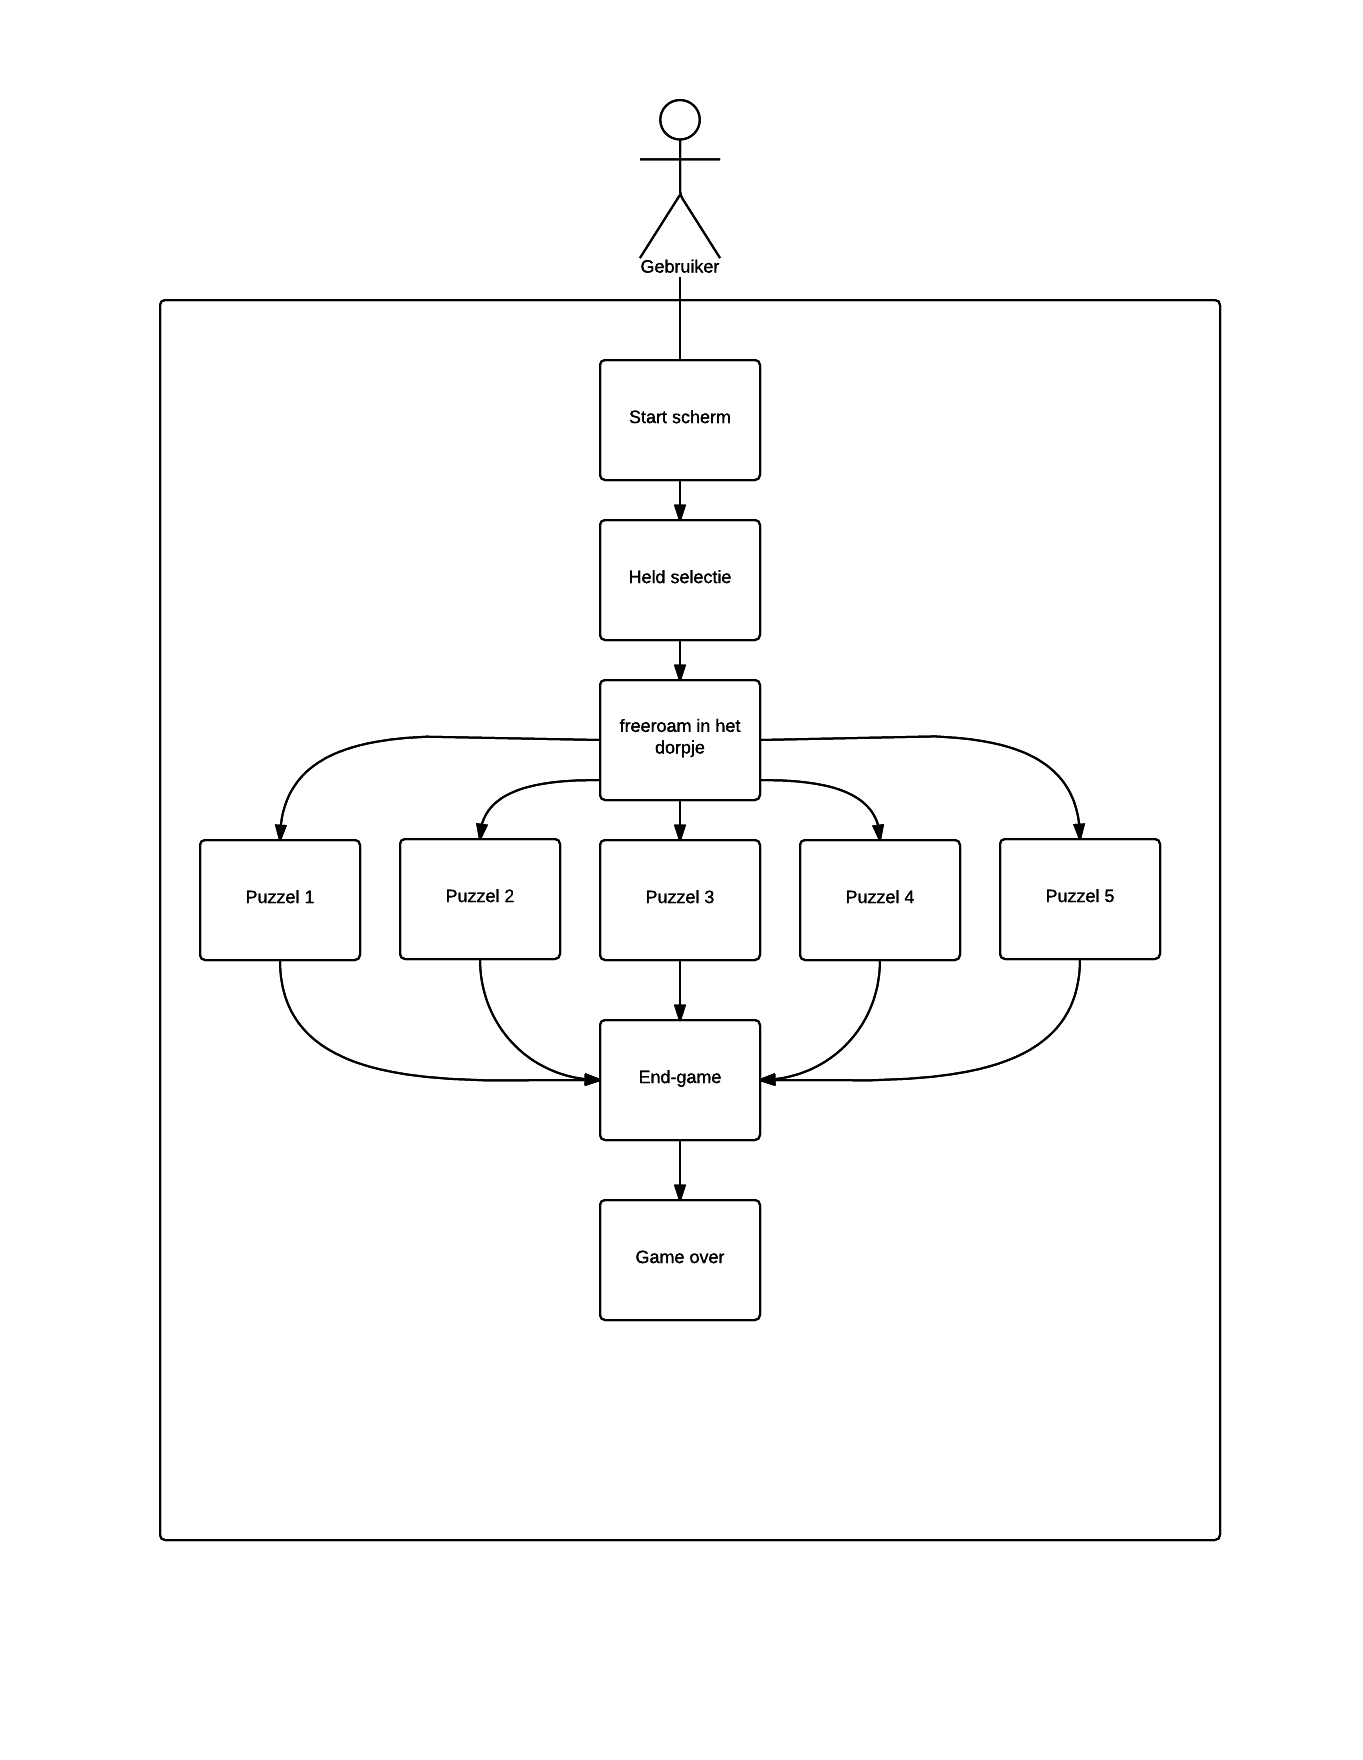 Gebruiker
Start scherm
Held selectie
freeroam in het
dorpje
Puzzel 1
Puzzel 2
Puzzel 3
Puzzel 4
Puzzel 5
End-game
Game over